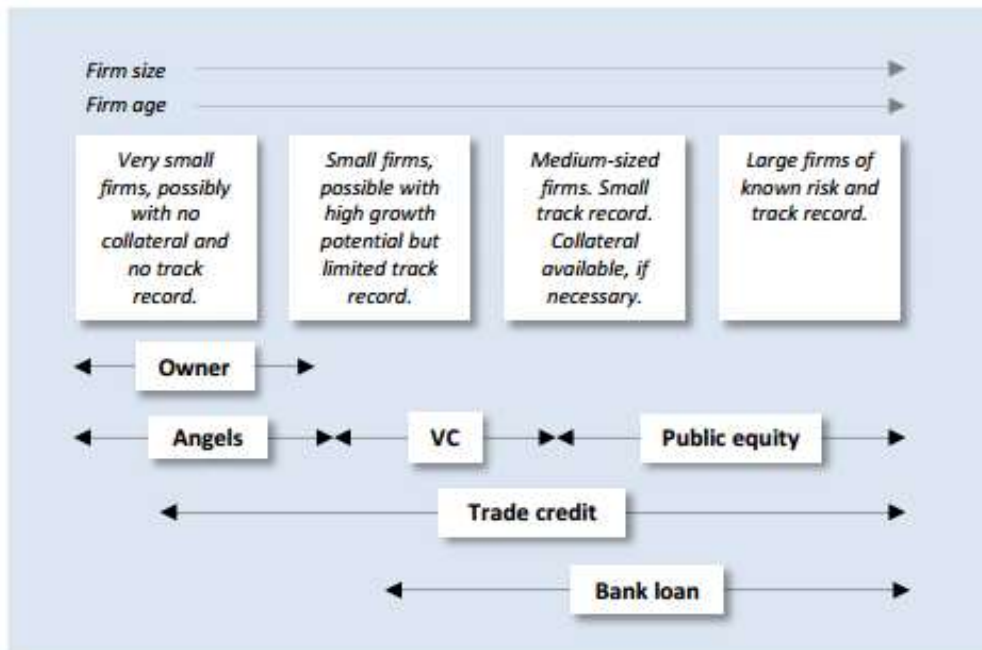 Firm size
Firm age
Very small
firms, possibly
with no
collateral and
no track
record.
Small firms,
possible with
high growth
potential but
limited track
record.
Medium-sized
firms. Small
track record.
Collateral
available, if
necessary.
Large firms of
known risk and
track record.
Owner
Angels
VC
Public equity
Trade credit
Bank loan